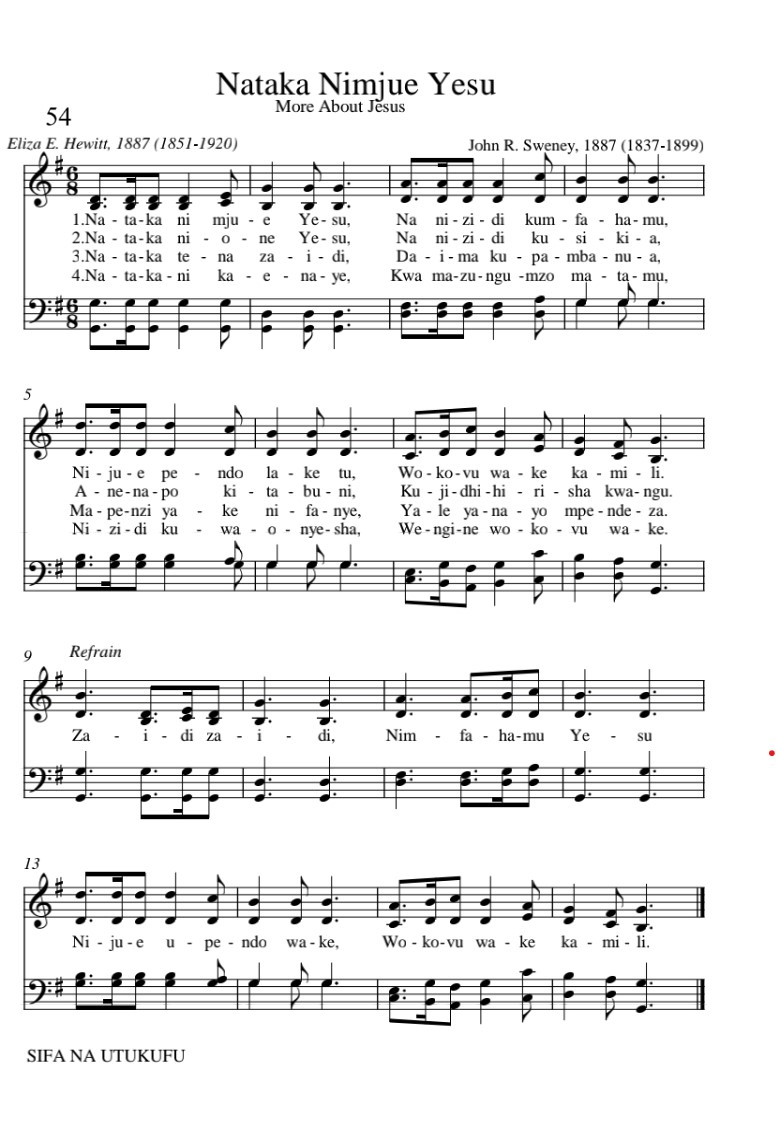 Nataka Nimjue Yesu
More About Jesus
54
Eliza E. Hewitt, 1887 (1851-1920)
John R. Sweney, 1887 (1837-1899)
6 8
1.Na - ta-ka ni mju - e Ye- su, Na ni - zi - di kum - fa - ha-mu,
2.Na - ta-ka ni - o - ne Ye- su, Na ni - zi - di ku - si - ki - a,
3.Na - ta-ka te - na za - i - di, Da - i - ma ku - pa - mba - nu - a,
4.Na - ta-ka - ni ka - e - na- ye, Kwa ma-zu-ngu -mzo ma - ta - mu,
6 8
5
Ni - ju - e pe - ndo la - ke tu, Wo - ko - vu wa - ke ka - mi - li.
A - ne - na - po ki - ta - bu - ni, Ku - ji - dhi - hi - ri - sha kwa - ngu.
Ma - pe-nzi ya - ke ni - fa - nye, Ya - le ya - na - yo mpe - nde - za.
Ni - zi - di ku - wa - o - nye-sha, We - ngi-ne wo - ko - vu wa - ke.
9
Refrain
Za - i - di za - i - di, Nim - fa - ha-mu Ye - su
13
Ni - ju - e u - pe - ndo wa - ke, Wo - ko - vu wa - ke ka - mi - li.
SIFA NA UTUKUFU